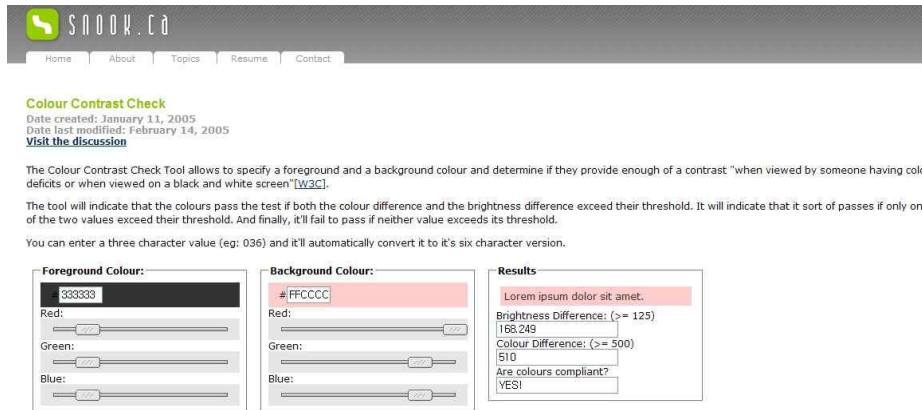 snook.ca
Home About Topics Resume Contact
Colour Contrast Check
Date created: January 11, 2005
Date last modified: February 14, 2005
Visit the discussion
The Colour Contrast Check Tool allows to specify a foreground and a background colour and determine if they provide enough of a contrast "when viewed by someone having
deficits or when viewed on a black and white screen"[W3C].
The tool will indicate that the colours pass the test if both the colour difference and the brightness difference exceed their threshold. It will indicate that it sort of passes if only
of the two values exceed their threshold. And finally, it'll fail to pass if neither value exceeds its threshold.
You can enter a three character value (eg: 036) and it'll automatically convert it to it's six character version.
Foreground Colour: Background Colour: Results
# 333333 # FFCCCC Lorem ipsum dolor sit amet.
Red: Red: Brightness Difference: (>= 125)
168.249
Green: Green: Colour Difference: (>= 500)
510
Blue: Blue: Are colours compliant?
YES!